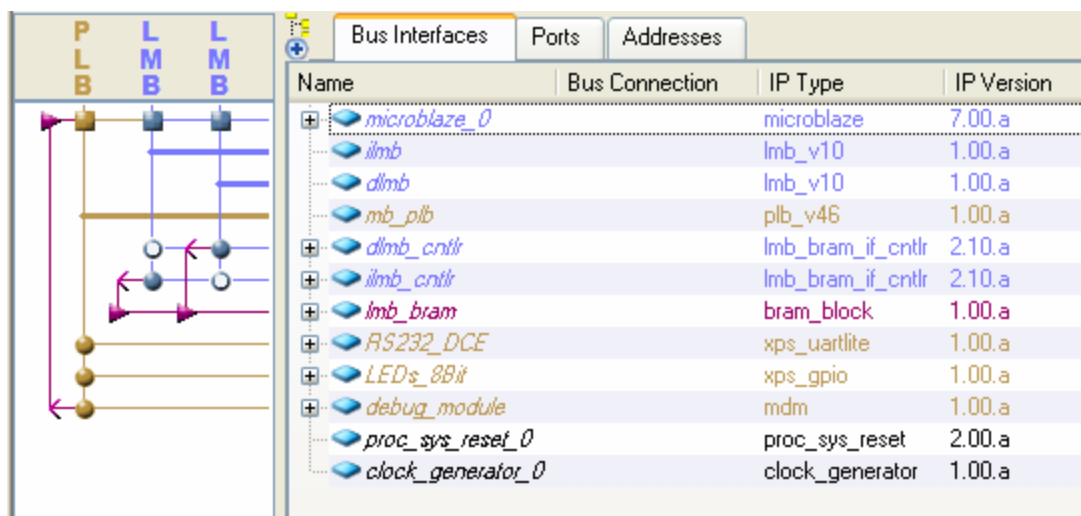 PLB LMB LMB
Bus Interfaces Ports Addresses
Name Bus Connection IP Type IP Version
microblaze_0 microblaze 7.00.a
ilmb lmb_v10 1.00.a
dlmb lmb_v10 1.00.a
mb_plb plb_v46 1.00.a
dlmb_cntlr lmb_bram_if_cntlr 2.10.a
ilmb_cntlr lmb_bram_if_cntlr 2.10.a
lmb_bram bram_block 1.00.a
RS232_DCE xps_uartlite 1.00.a
LEDs_8Bit xps_gpio 1.00.a
debug_module mdm 1.00.a
proc_sys_reset_0 proc_sys_reset 2.00.a
clock_generator_0 clock_generator 1.00.a